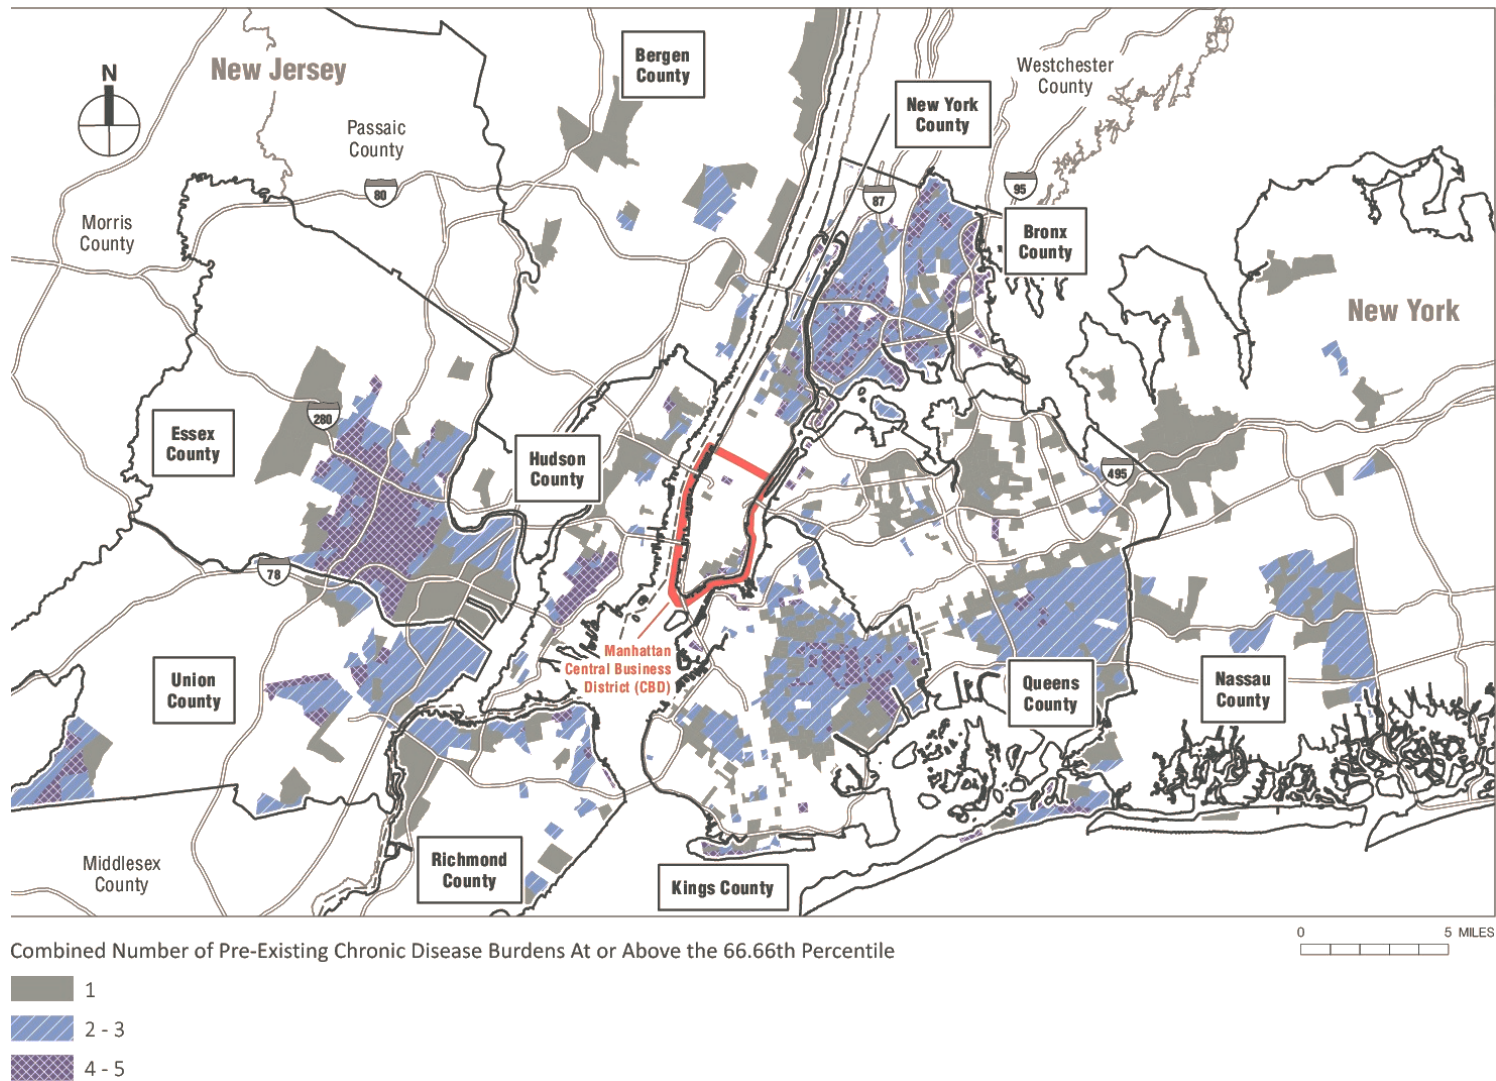 Bergen
County
New Jersey
N
Westchester
County
New York
County
Passaic
County
80
87
95
Morris
County
Bronx
County
New York
280
Essex
County
Hudson
County
495
78
Manhattan
Central Business
District (CBD)
Union
County
Queens
County
Nassau
County
Middlesex
County
Richmond
County
Kings County
Combined Number of Pre-Existing Chronic Disease Burdens At or Above the 66.66th Percentile
0 5 MILES
1
2 - 3
4 - 5